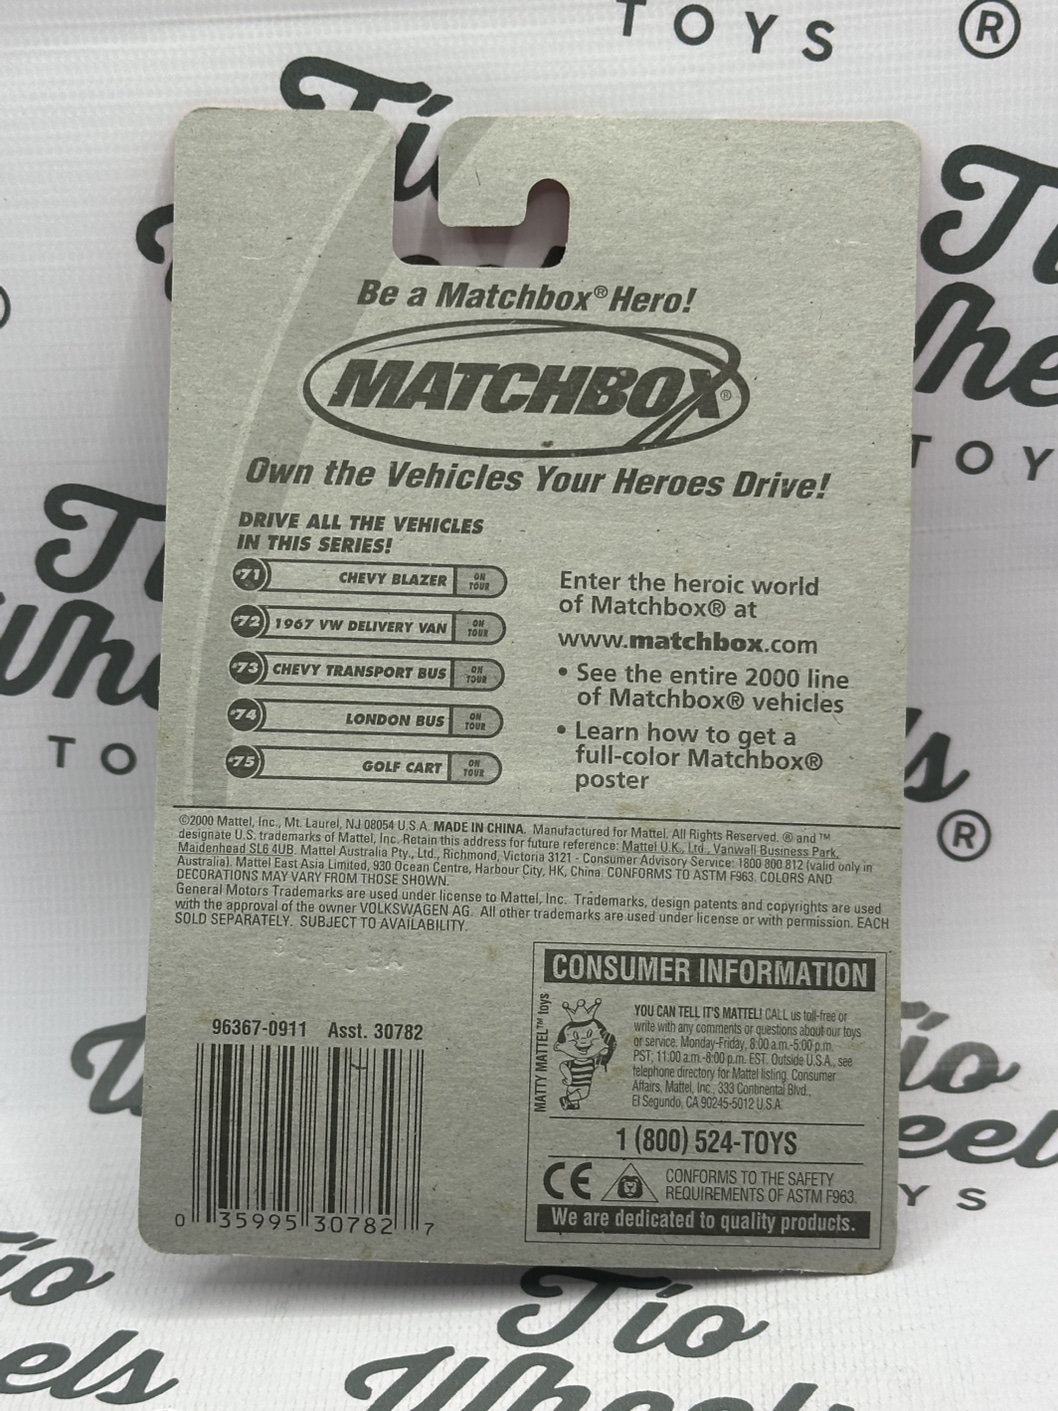 TOYS ®
Tio
Be a Matchbox® Hero!
MATCHBOX®
Own the Vehicles Your Heroes Drive!
DRIVE ALL THE VEHICLES
IN THIS SERIES!
#71 CHEVY BLAZER ON TOUR
#72 1967 VW DELIVERY VAN ON TOUR
#73 CHEVY TRANSPORT BUS ON TOUR
#74 LONDON BUS ON TOUR
#75 GOLF CART ON TOUR
Enter the heroic world
of Matchbox® at
www.matchbox.com
• See the entire 2000 line
of Matchbox® vehicles
• Learn how to get a
full-color Matchbox®
poster
©2000 Mattel, Inc., Mt. Laurel, NJ 08054 U.S.A. MADE IN CHINA. Manufactured for Mattel. All Rights Reserved. ® and ™
designate U.S. trademarks of Mattel, Inc. Retain this address for future reference: Mattel U.K., Ltd., Vanwall Business Park,
Maidenhead SL6 4UB. Mattel Australia Pty., Ltd., Richmond, Victoria 3121 - Consumer Advisory Service: 1800 800 812 (valid only in
Australia). Mattel East Asia Limited, 930 Ocean Centre, Harbour City, HK, China. CONFORMS TO ASTM F963. COLORS AND
DECORATIONS MAY VARY FROM THOSE SHOWN.
General Motors Trademarks are used under license to Mattel, Inc. Trademarks, design patents and copyrights are used
with the approval of the owner VOLKSWAGEN AG. All other trademarks are used under license or with permission. EACH
SOLD SEPARATELY. SUBJECT TO AVAILABILITY.
96367-0911 Asst. 30782
0 35995 30782 7
CONSUMER INFORMATION
MATTY MATTEL™ toys
YOU CAN TELL IT'S MATTEL! CALL us toll-free or
write with any comments or questions about our toys
or service. Monday-Friday, 8:00 a.m.-5:00 p.m.
PST, 11:00 a.m.-8:00 p.m. EST. Outside U.S.A., see
telephone directory for Mattel listing. Consumer
Affairs, Mattel, Inc., 333 Continental Blvd.,
El Segundo, CA 90245-5012 U.S.A.
1 (800) 524-TOYS
CE
CONFORMS TO THE SAFETY
REQUIREMENTS OF ASTM F963.
We are dedicated to quality products.
®
Tio
Wheels